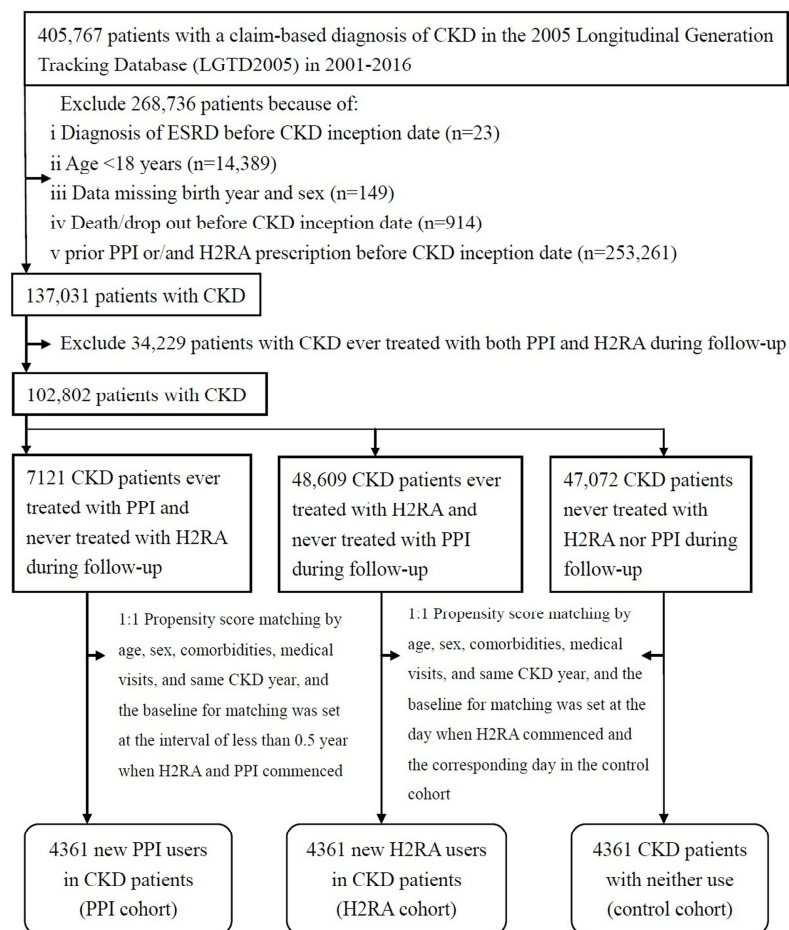 405,767 patients with a claim-based diagnosis of CKD in the 2005 Longitudinal Generation
Tracking Database (LGTD2005) in 2001-2016
Exclude 268,736 patients because of:
i Diagnosis of ESRD before CKD inception date (n=23)
ii Age <18 years (n=14,389)
iii Data missing birth year and sex (n=149)
iv Death/drop out before CKD inception date (n=914)
v prior PPI or/and H2RA prescription before CKD inception date (n=253,261)
137,031 patients with CKD
Exclude 34,229 patients with CKD ever treated with both PPI and H2RA during follow-up
102,802 patients with CKD
7121 CKD patients ever
treated with PPI and
never treated with H2RA
during follow-up
48,609 CKD patients ever
treated with H2RA and
never treated with PPI
during follow-up
47,072 CKD patients
never treated with
H2RA nor PPI during
follow-up
1:1 Propensity score matching by
age, sex, comorbidities, medical
visits, and same CKD year, and
the baseline for matching was set
at the interval of less than 0.5 year
when H2RA and PPI commenced
1:1 Propensity score matching by
age, sex, comorbidities, medical
visits, and same CKD year, and the
baseline for matching was set at the
day when H2RA commenced and
the corresponding day in the control
cohort
4361 new PPI users
in CKD patients
(PPI cohort)
4361 new H2RA users
in CKD patients
(H2RA cohort)
4361 CKD patients
with neither use
(control cohort)